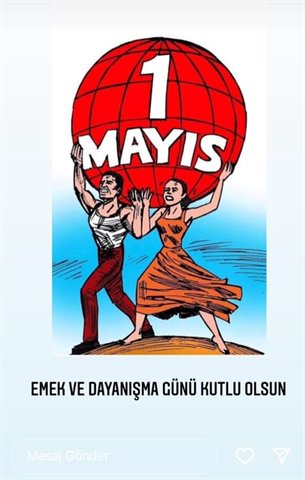 1
MAYIS
EMEK VE DAYANIŞMA GÜNÜ KUTLU OLSUN
Mesaj Gönder